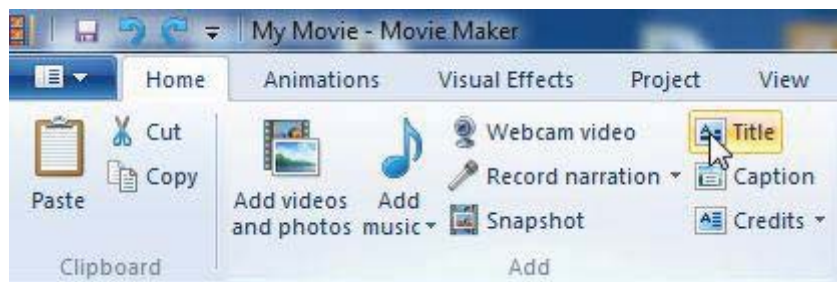 My Movie - Movie Maker
Home Animations Visual Effects Project View
Cut
Copy
Paste
Clipboard
Add videos
and photos
Add
music
Webcam video
Record narration
Snapshot
Title
Caption
Credits
Add